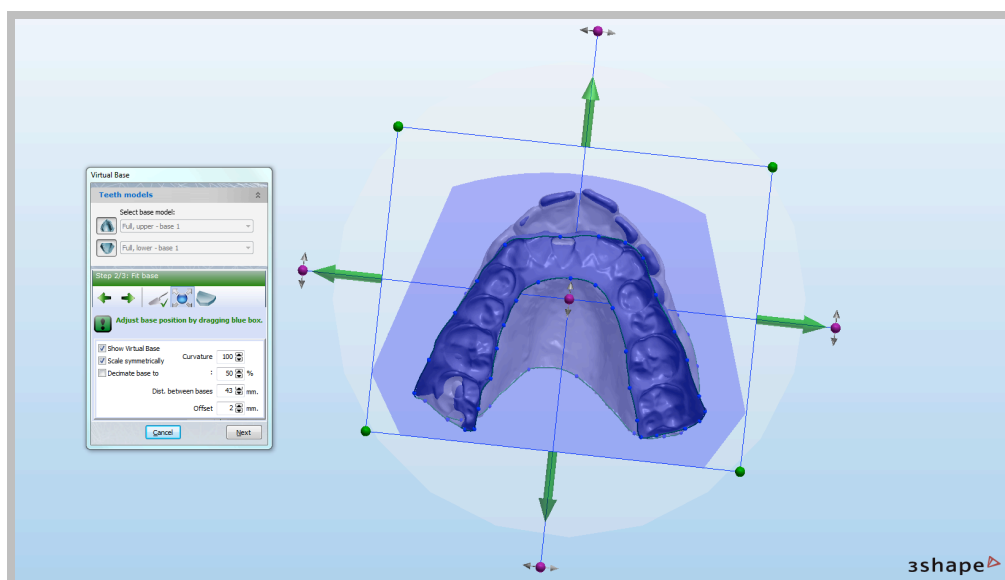 Virtual Base
Teeth models
Select base model:
Full, upper - base 1
Full, lower - base 1
Step 2/3: Fit base
Adjust base position by dragging blue box.
Show Virtual Base
Scale symmetrically Curvature 100
Decimate base to : 50 %
Dist. between bases 43 mm.
Offset 2 mm.
Cancel Next
3shape